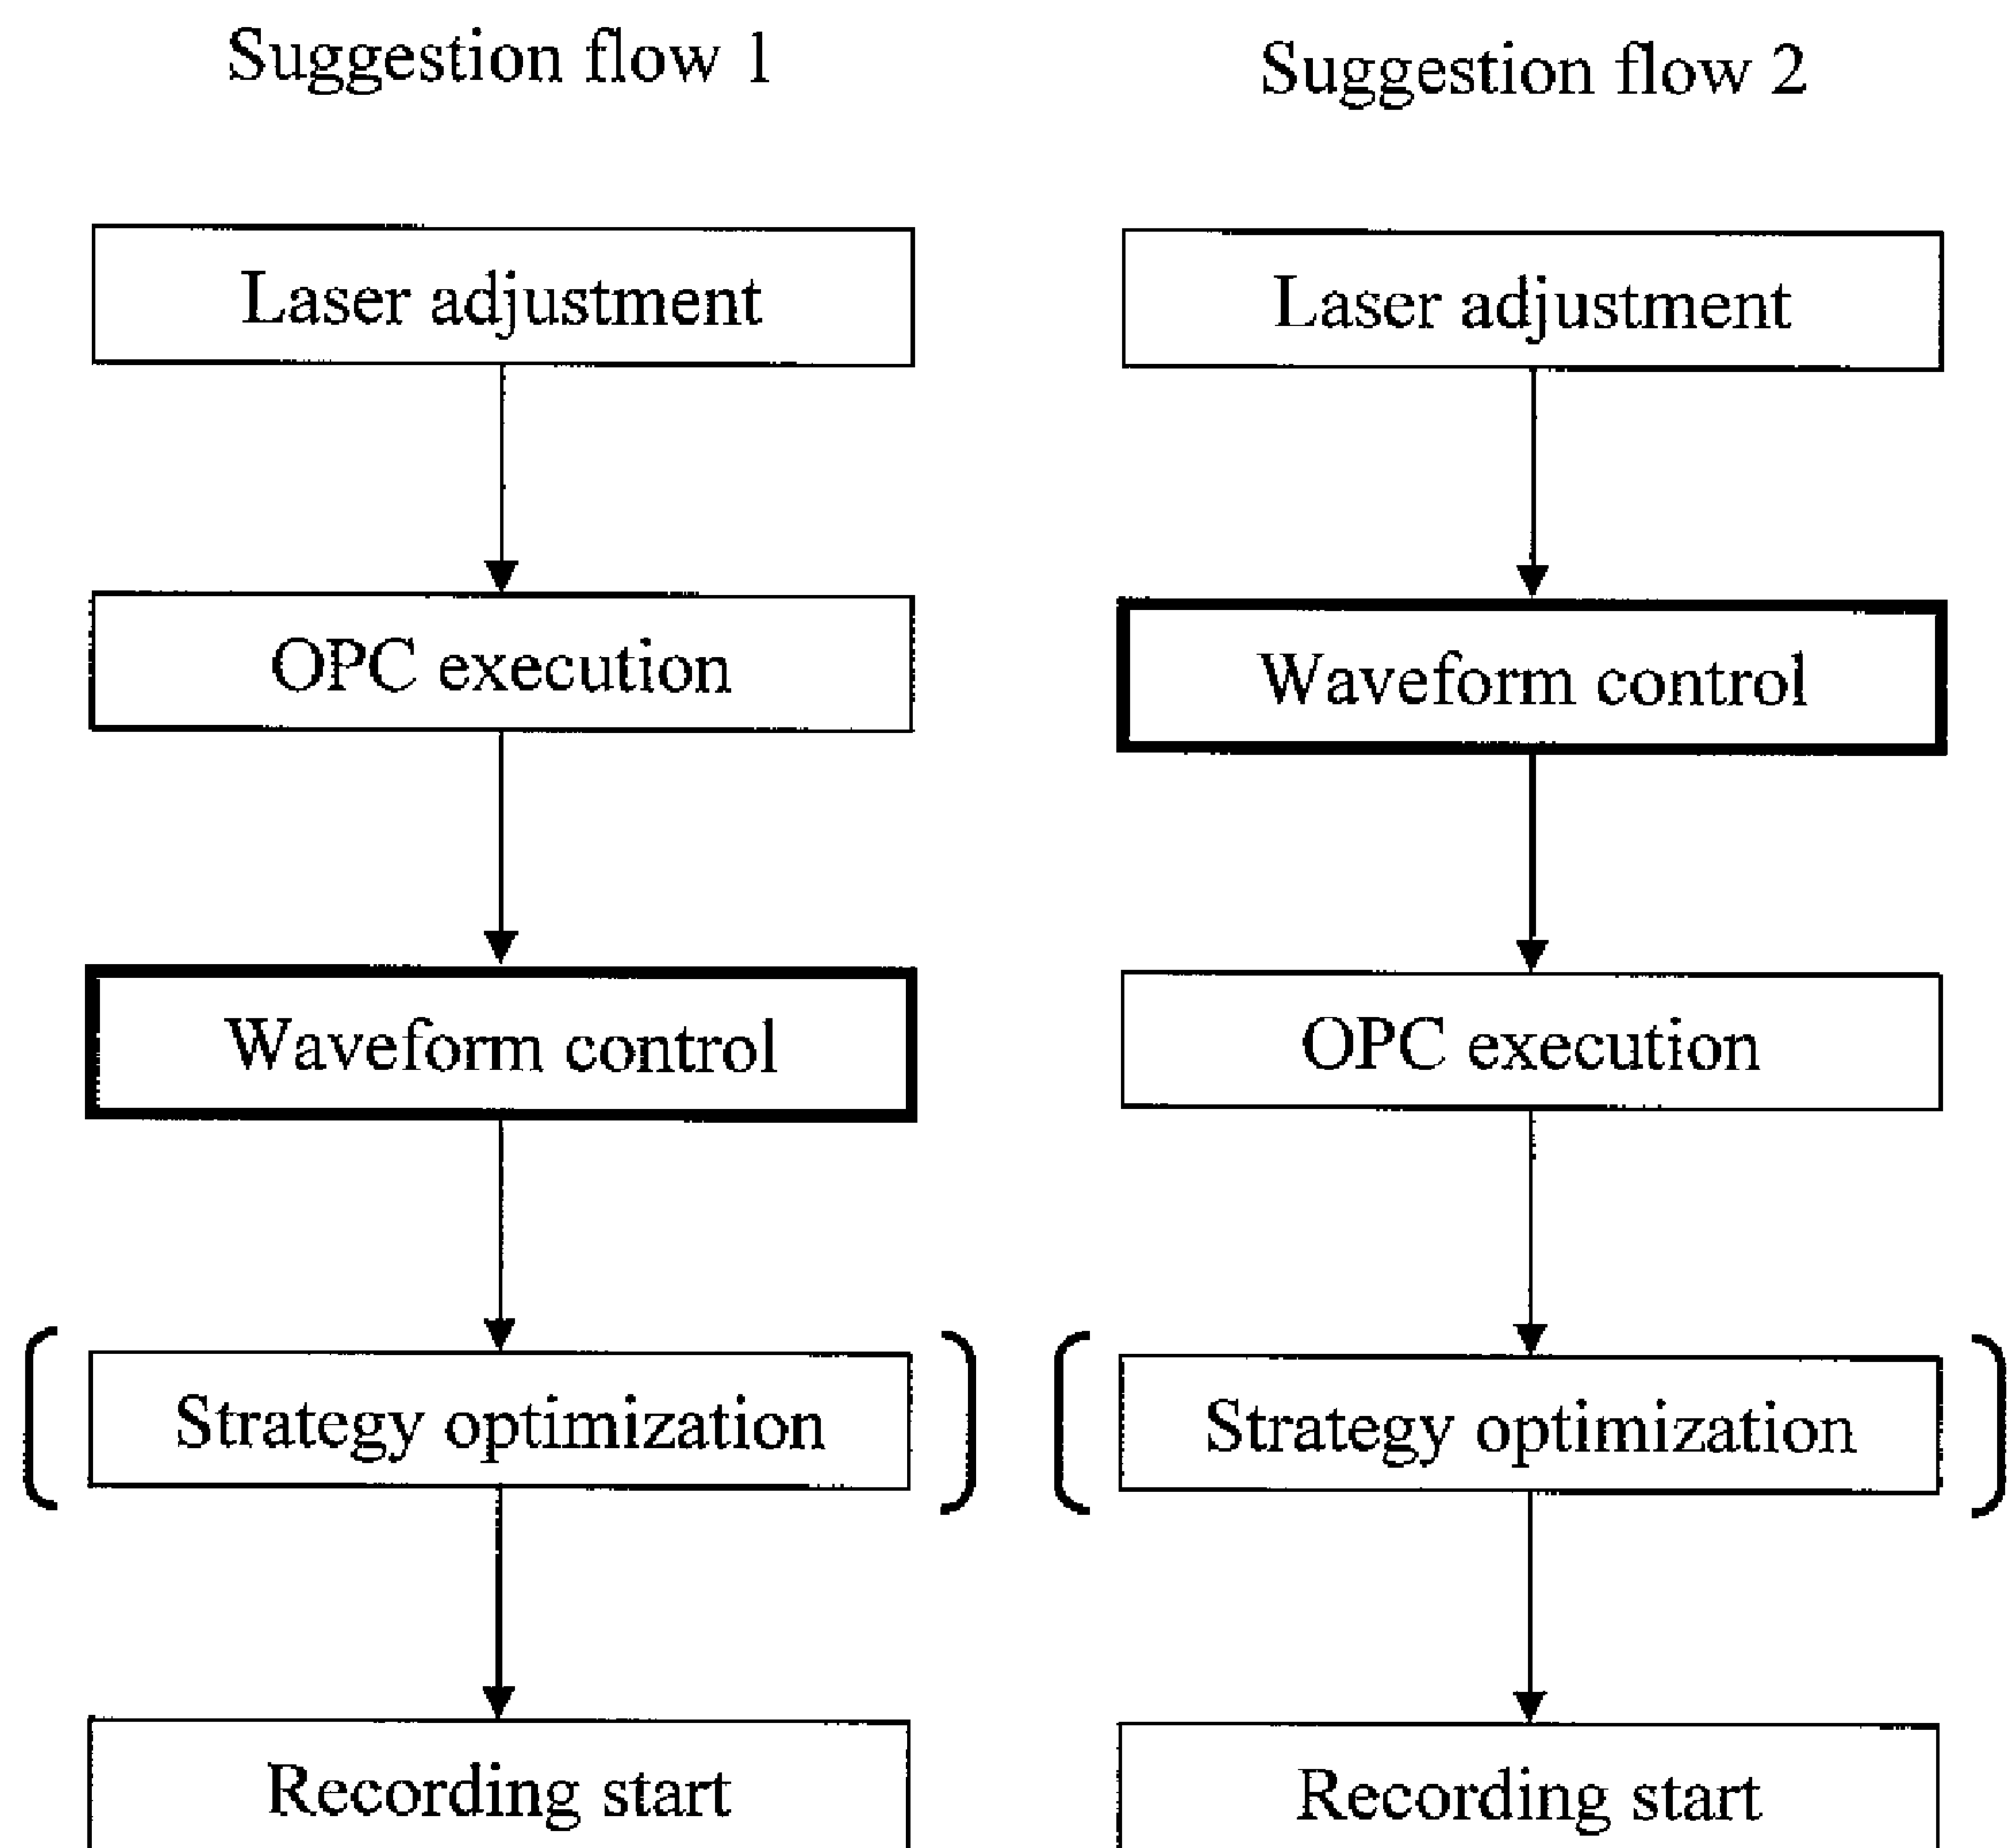 Suggestion flow 1
Laser adjustment
OPC execution
Waveform control
Strategy optimization
Recording start
Suggestion flow 2
Laser adjustment
Waveform control
OPC execution
Strategy optimization
Recording start